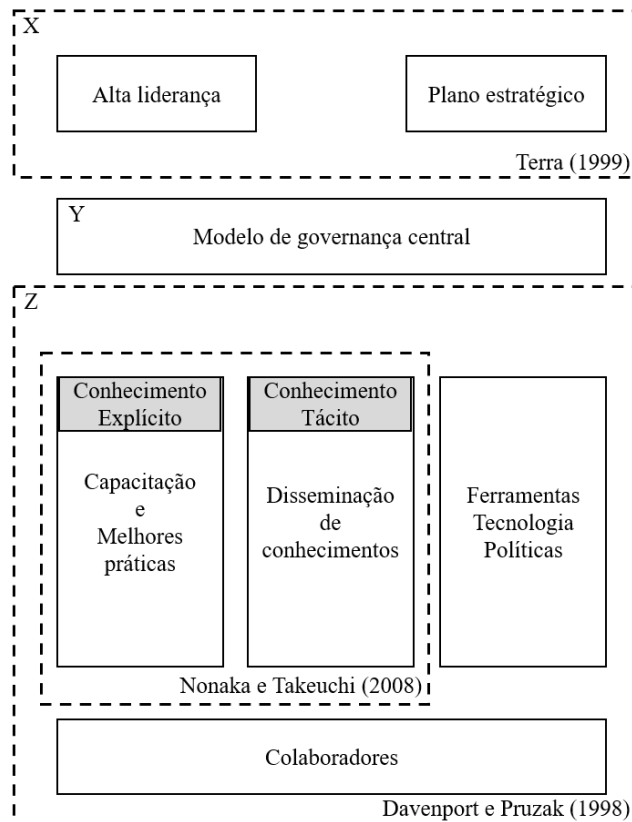 X
Alta liderança
Plano estratégico
Terra (1999)
Y
Modelo de governança central
Z
Conhecimento
Explícito
Capacitação
e
Melhores
práticas
Conhecimento
Tácito
Disseminação
de
conhecimentos
Ferramentas
Tecnologia
Políticas
Nonaka e Takeuchi (2008)
Colaboradores
Davenport e Pruzak (1998)